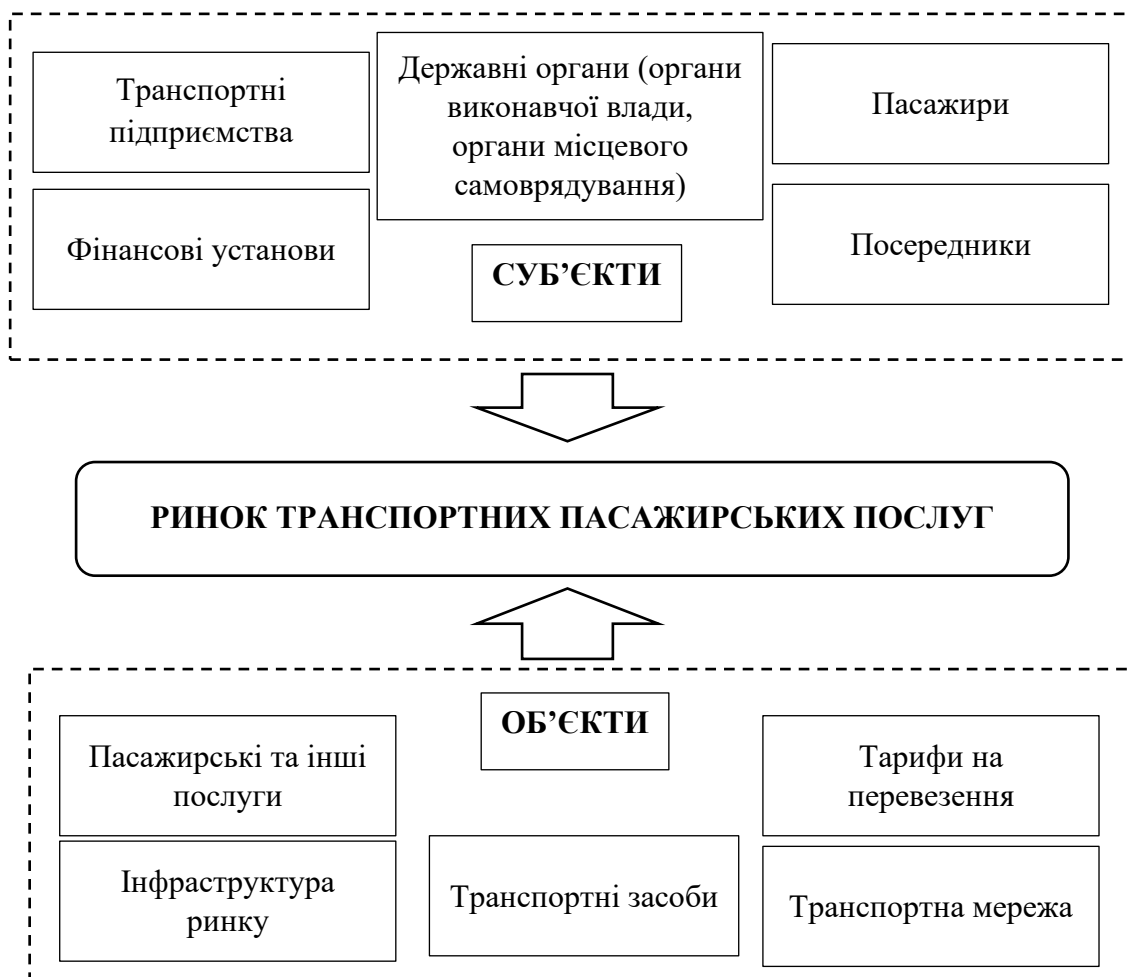 Транспортні
підприємства
Державні органи (органи
виконавчої влади,
органи місцевого
самоврядування)
Пасажири
Фінансові установи
Посередники
СУБ’ЄКТИ
РИНОК ТРАНСПОРТНИХ ПАСАЖИРСЬКИХ ПОСЛУГ
ОБ’ЄКТИ
Пасажирські та інші
послуги
Тарифи на
перевезення
Інфраструктура
ринку
Транспортні засоби
Транспортна мережа